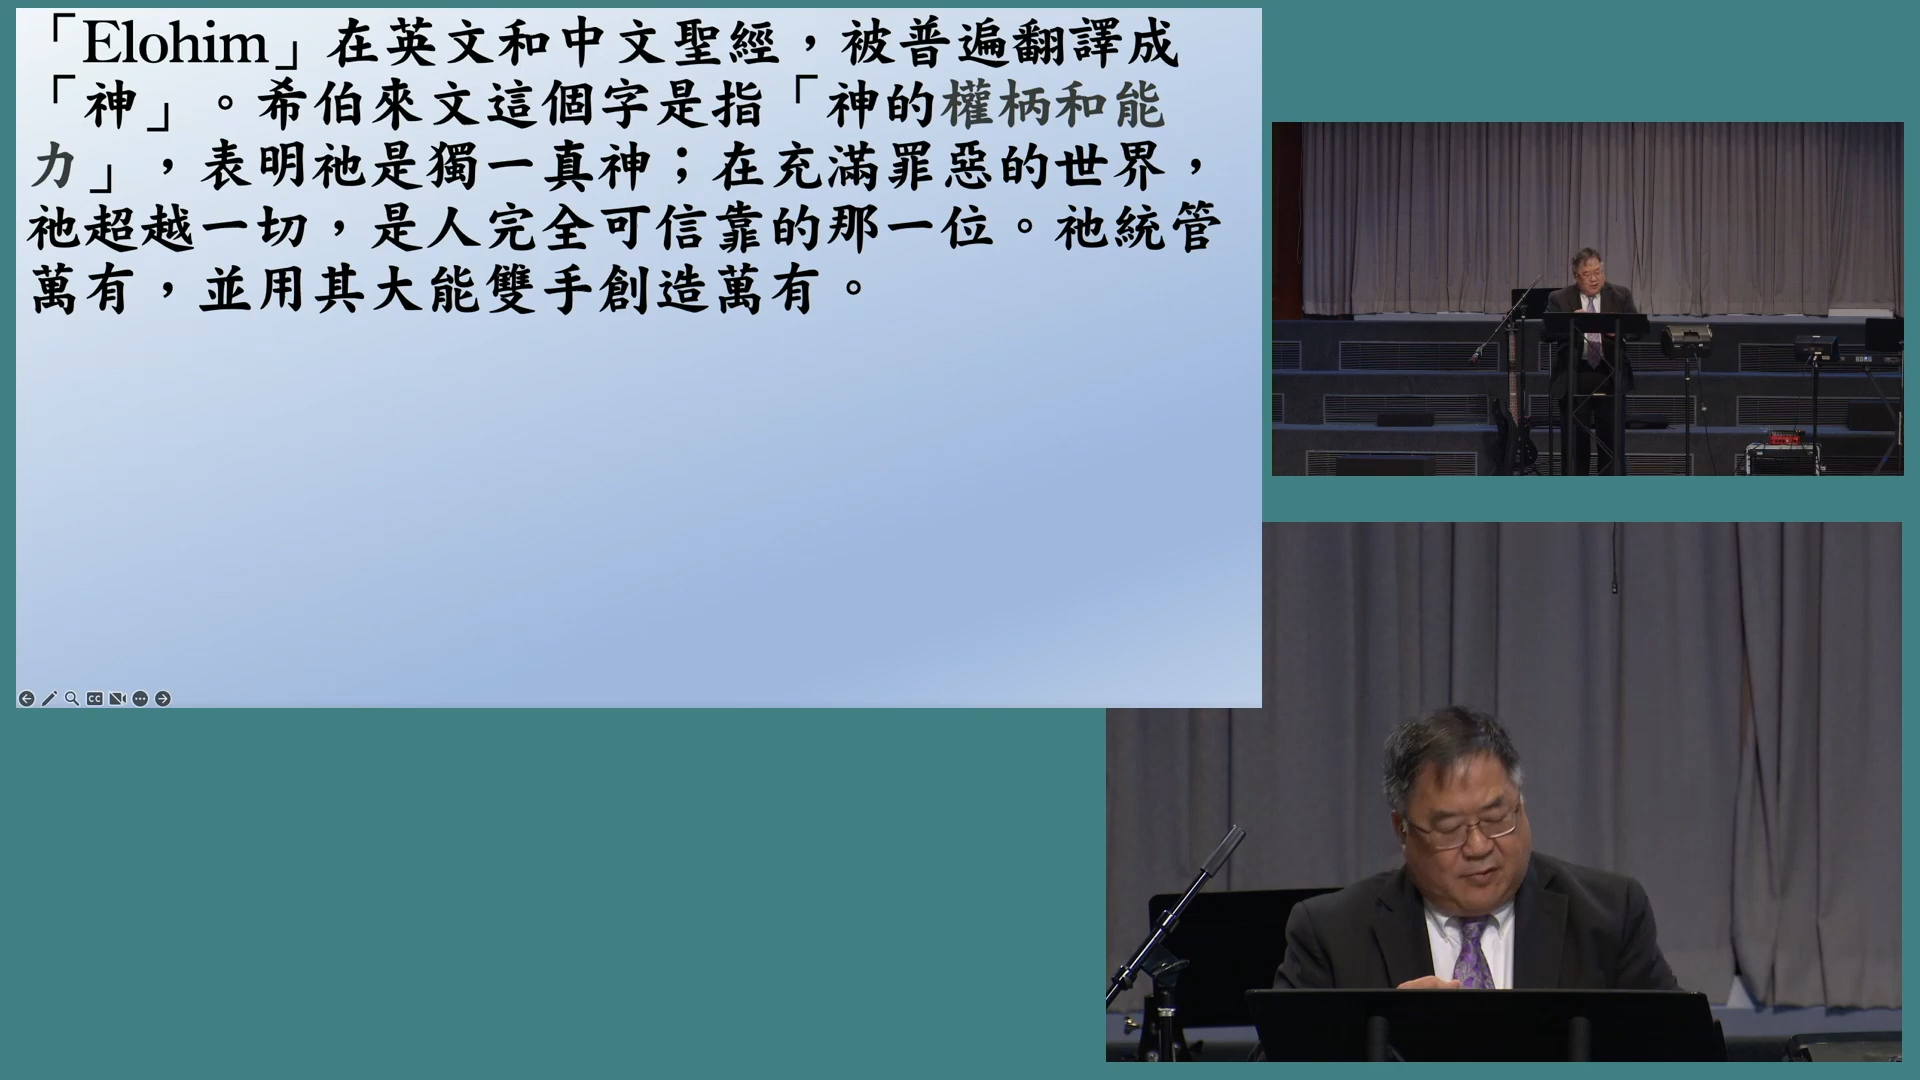 「Elohim」在英文和中文聖經，被普遍翻譯成
「神」。希伯來文這個字是指「神的權柄和能
力」，表明祂是獨一真神；在充滿罪惡的世界，
祂超越一切，是人完全可信靠的那一位。祂統管
萬有，並用其大能雙手創造萬有。